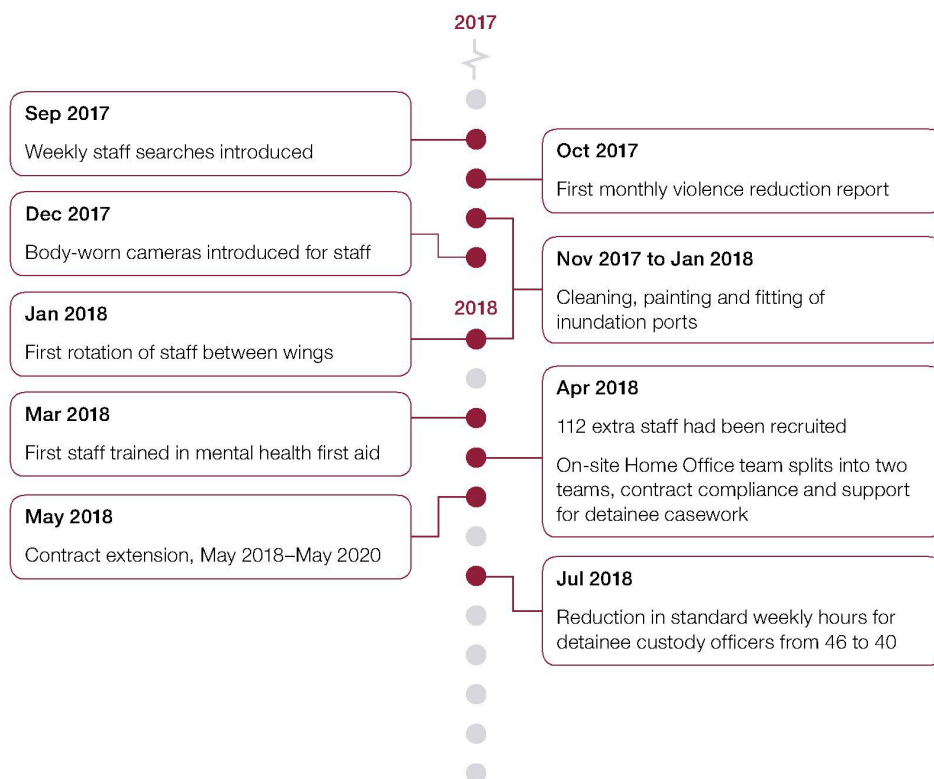 2017
Sep 2017
Weekly staff searches introduced
Oct 2017
First monthly violence reduction report
Dec 2017
Body-worn cameras introduced for staff
Nov 2017 to Jan 2018
Cleaning, painting and fitting of
inundation ports
2018
Jan 2018
First rotation of staff between wings
Apr 2018
112 extra staff had been recruited
On-site Home Office team splits into two
teams, contract compliance and support
for detainee casework
Mar 2018
First staff trained in mental health first aid
May 2018
Contract extension, May 2018–May 2020
Jul 2018
Reduction in standard weekly hours for
detainee custody officers from 46 to 40